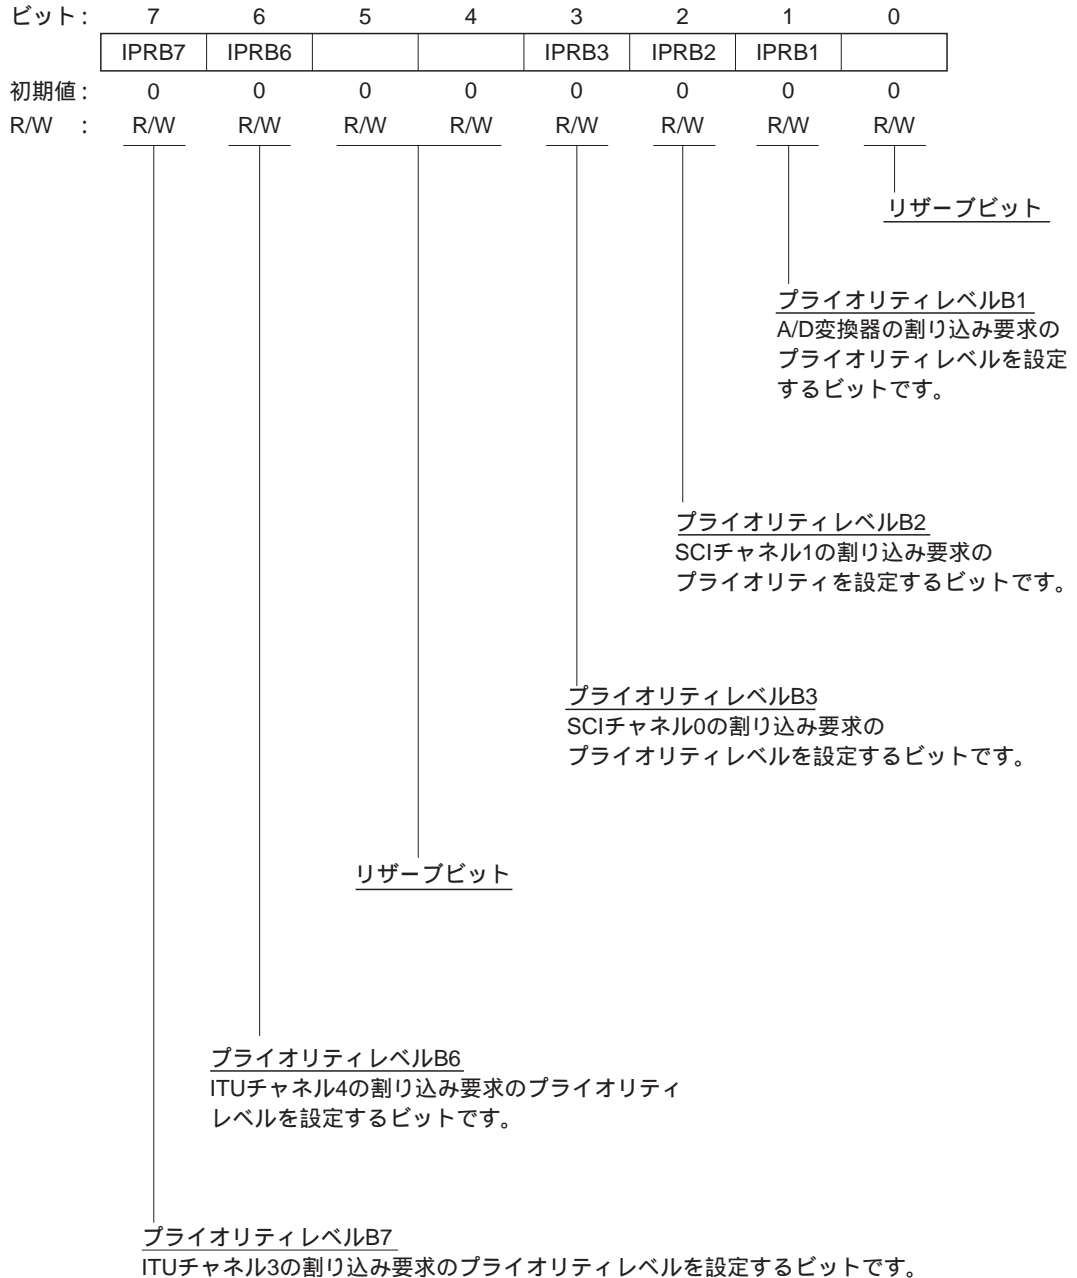 ビット : 7 6 5 4 3 2 1 0
IPRB7 IPRB6 IPRB3 IPRB2 IPRB1
初期値 : 0 0 0 0 0 0 0 0
R/W : R/W R/W R/W R/W R/W R/W R/W R/W
リザーブビット
プライオリティレベルB1
A/D変換器の割り込み要求の
プライオリティレベルを設定
するビットです。
プライオリティレベルB2
SCIチャネル1の割り込み要求の
プライオリティを設定するビットです。
プライオリティレベルB3
SCIチャネル0の割り込み要求の
プライオリティレベルを設定するビットです。
リザーブビット
プライオリティレベルB6
ITUチャネル4の割り込み要求のプライオリティ
レベルを設定するビットです。
プライオリティレベルB7
ITUチャネル3の割り込み要求のプライオリティレベルを設定するビットです。